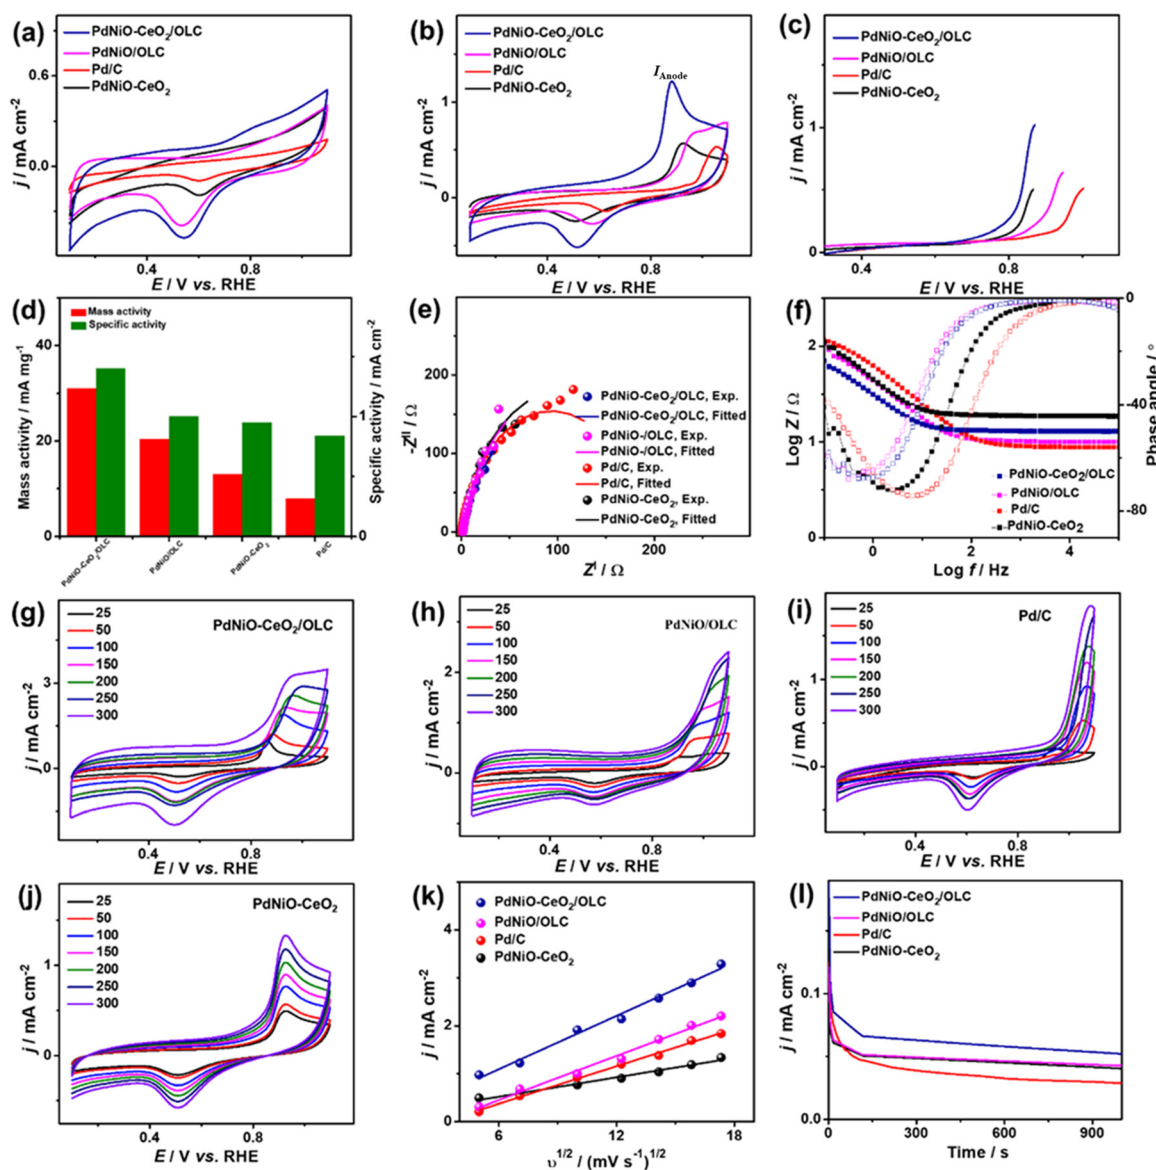 (a)
PdNiO-CeO2/OLC
PdNiO/OLC
Pd/C
PdNiO-CeO2
0.6
0.0
j / mA cm-2
0.4 0.8
E / V vs. RHE
(b)
PdNiO-CeO2/OLC
PdNiO/OLC
Pd/C
PdNiO-CeO2
IAnode
1
0
j / mA cm-2
0.4 0.8
E / V vs. RHE
(c)
PdNiO-CeO2/OLC
PdNiO/OLC
Pd/C
PdNiO-CeO2
1
0
j / mA cm-2
0.4 0.8
E / V vs. RHE
(d)
Mass activity
Specific activity
40
20
0
Mass activity / mA mg-1
1
0
Specific activity / mA cm-2
PdNiO-CeO2/OLC
PdNiO/OLC
PdNiO-CeO2
Pd/C
(e)
300
200
100
0
-ZII / Ω
PdNiO-CeO2/OLC, Exp.
PdNiO-CeO2/OLC, Fitted
PdNiO-/OLC, Exp.
PdNiO-/OLC, Fitted
Pd/C, Exp.
Pd/C, Fitted
PdNiO-CeO2, Exp.
PdNiO-CeO2, Fitted
0 100 200
ZI / Ω
(f)
2
1
0
Log Z / Ω
0
-40
-80
Phase angle / °
PdNiO-CeO2/OLC
PdNiO/OLC
Pd/C
PdNiO-CeO2
0 2 4
Log f / Hz
(g)
25
50
100
150
200
250
300
PdNiO-CeO2/OLC
3
0
j / mA cm-2
0.4 0.8
E / V vs. RHE
(h)
25
50
100
150
200
250
300
PdNiO/OLC
2
0
j / mA cm-2
0.4 0.8
E / V vs. RHE
(i)
25
50
100
150
200
250
300
Pd/C
1
0
j / mA cm-2
0.4 0.8
E / V vs. RHE
(j)
25
50
100
150
200
250
300
PdNiO-CeO2
1
0
j / mA cm-2
0.4 0.8
E / V vs. RHE
(k)
PdNiO-CeO2/OLC
PdNiO/OLC
Pd/C
PdNiO-CeO2
4
2
0
j / mA cm-2
6 12 18
υ1/2 / (mV s-1)1/2
(l)
PdNiO-CeO2/OLC
PdNiO/OLC
Pd/C
PdNiO-CeO2
0.1
0.0
j / mA cm-2
0 300 600 900
Time / s